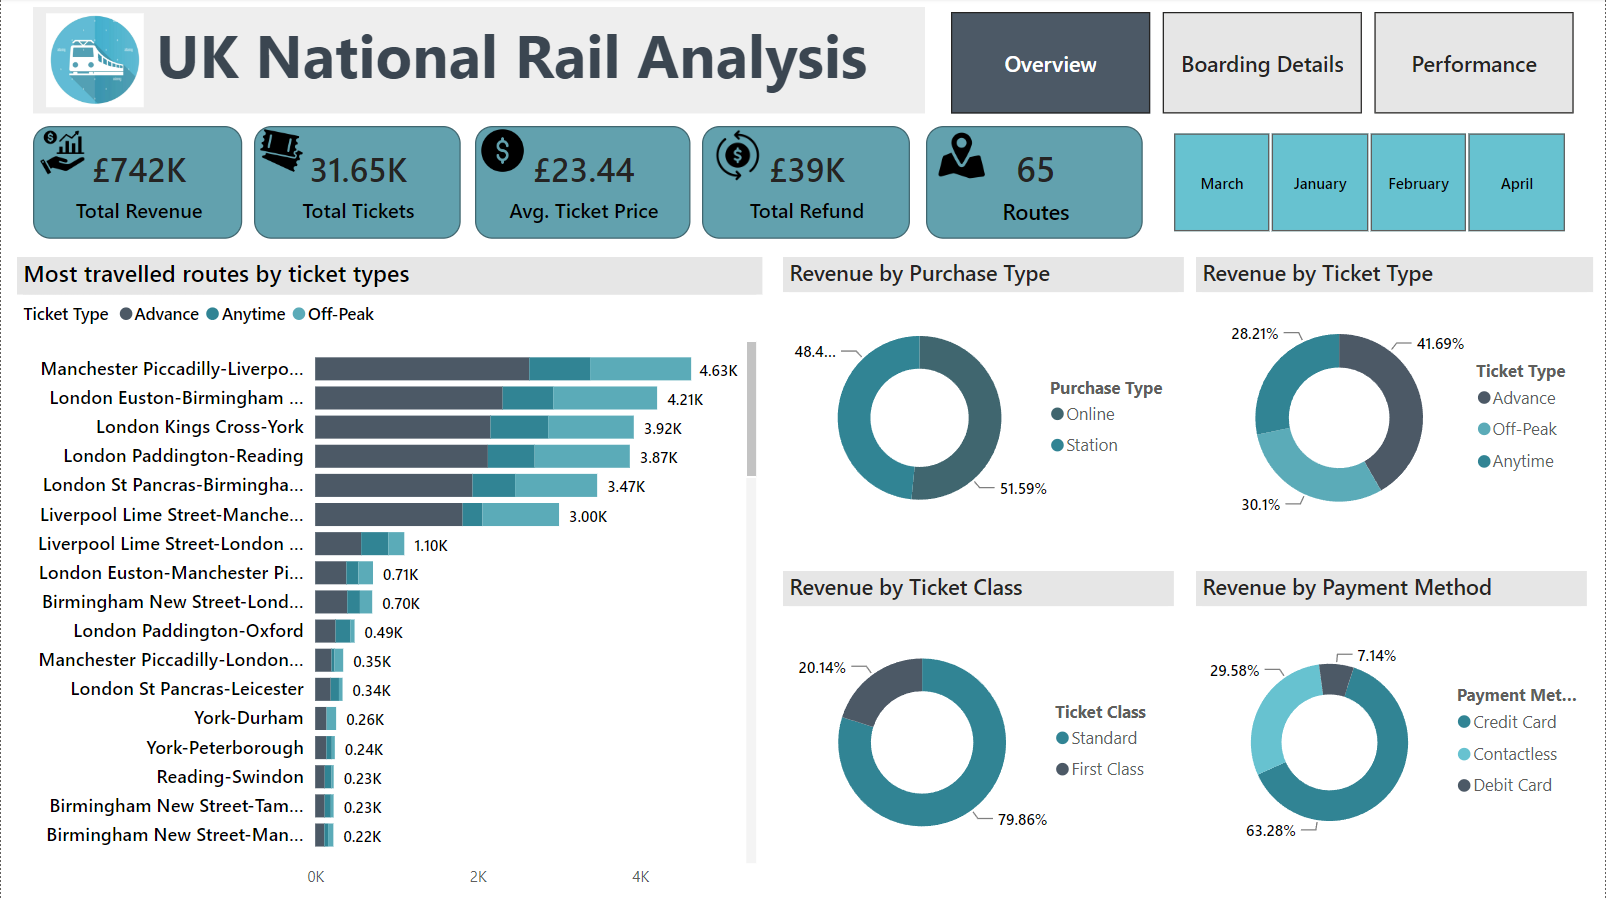 UK National Rail Analysis
Overview
Boarding Details
Performance
£742K
Total Revenue
31.65K
Total Tickets
£23.44
Avg. Ticket Price
£39K
Total Refund
65
Routes
March
January
February
April
Most travelled routes by ticket types
Ticket Type Advance Anytime Off-Peak
Manchester Piccadilly-Liverpo... 4.63K
London Euston-Birmingham ... 4.21K
London Kings Cross-York 3.92K
London Paddington-Reading 3.87K
London St Pancras-Birmingha... 3.47K
Liverpool Lime Street-Manche... 3.00K
Liverpool Lime Street-London ... 1.10K
London Euston-Manchester Pi... 0.71K
Birmingham New Street-Lond... 0.70K
London Paddington-Oxford 0.49K
Manchester Piccadilly-London... 0.35K
London St Pancras-Leicester 0.34K
York-Durham 0.26K
York-Peterborough 0.24K
Reading-Swindon 0.23K
Birmingham New Street-Tam... 0.23K
Birmingham New Street-Man... 0.22K
0K 2K 4K
Revenue by Purchase Type
48.4...
51.59%
Purchase Type
Online
Station
Revenue by Ticket Type
28.21%
41.69%
30.1%
Ticket Type
Advance
Off-Peak
Anytime
Revenue by Ticket Class
20.14%
79.86%
Ticket Class
Standard
First Class
Revenue by Payment Method
7.14%
29.58%
63.28%
Payment Met...
Credit Card
Contactless
Debit Card